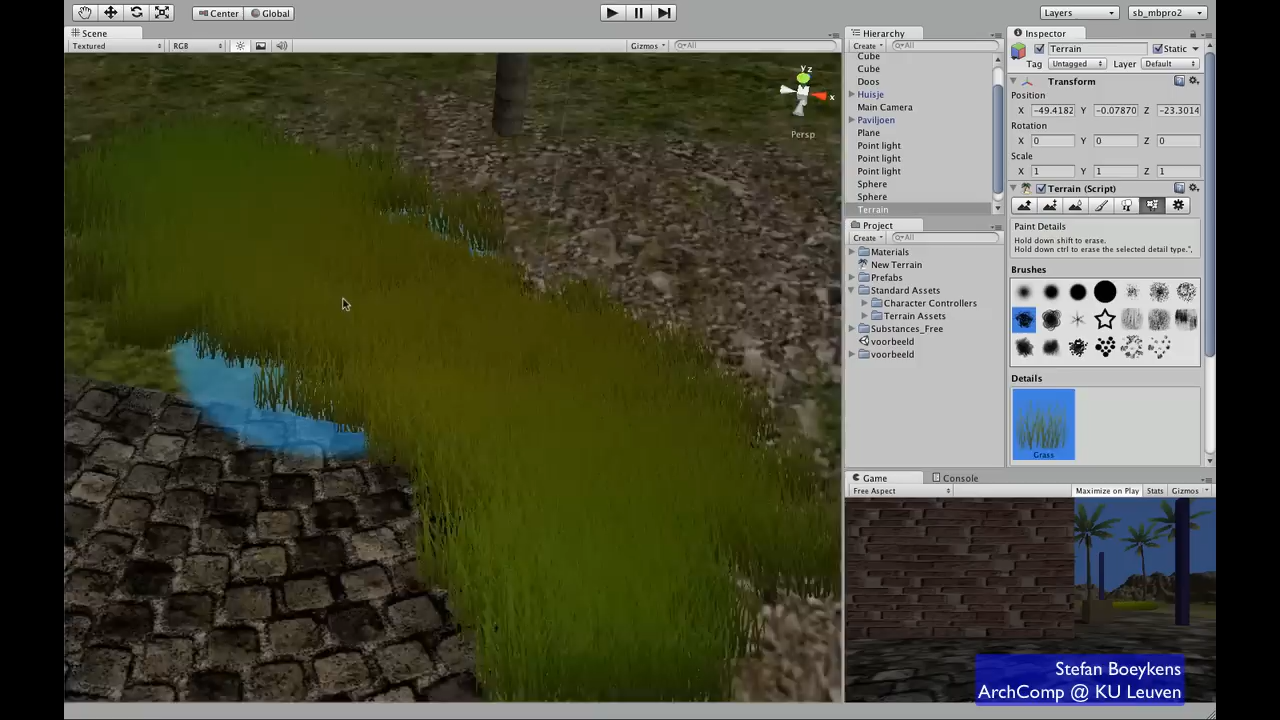 Center Global
Layers sb_mbpro2
Scene
Textured RGB Gizmos All
y z
x
Persp
Hierarchy
Create All
Cube
Cube
Doos
Huisje
Main Camera
Paviljoen
Plane
Point light
Point light
Point light
Sphere
Sphere
Terrain
Project
Create All
Materials
New Terrain
Prefabs
Standard Assets
Character Controllers
Terrain Assets
Substances_Free
voorbeeld
voorbeeld
Inspector
Terrain Static
Tag Untagged Layer Default
Transform
Position
X -49.4182 Y -0.07870 Z -23.3014
Rotation
X 0 Y 0 Z 0
Scale
X 1 Y 1 Z 1
Terrain (Script)
Paint Details
Hold down shift to erase.
Hold down ctrl to erase the selected detail type.",
Brushes
Details
Grass
Game Console
Free Aspect Maximize on Play Stats Gizmos
Stefan Boeykens
ArchComp @ KU Leuven